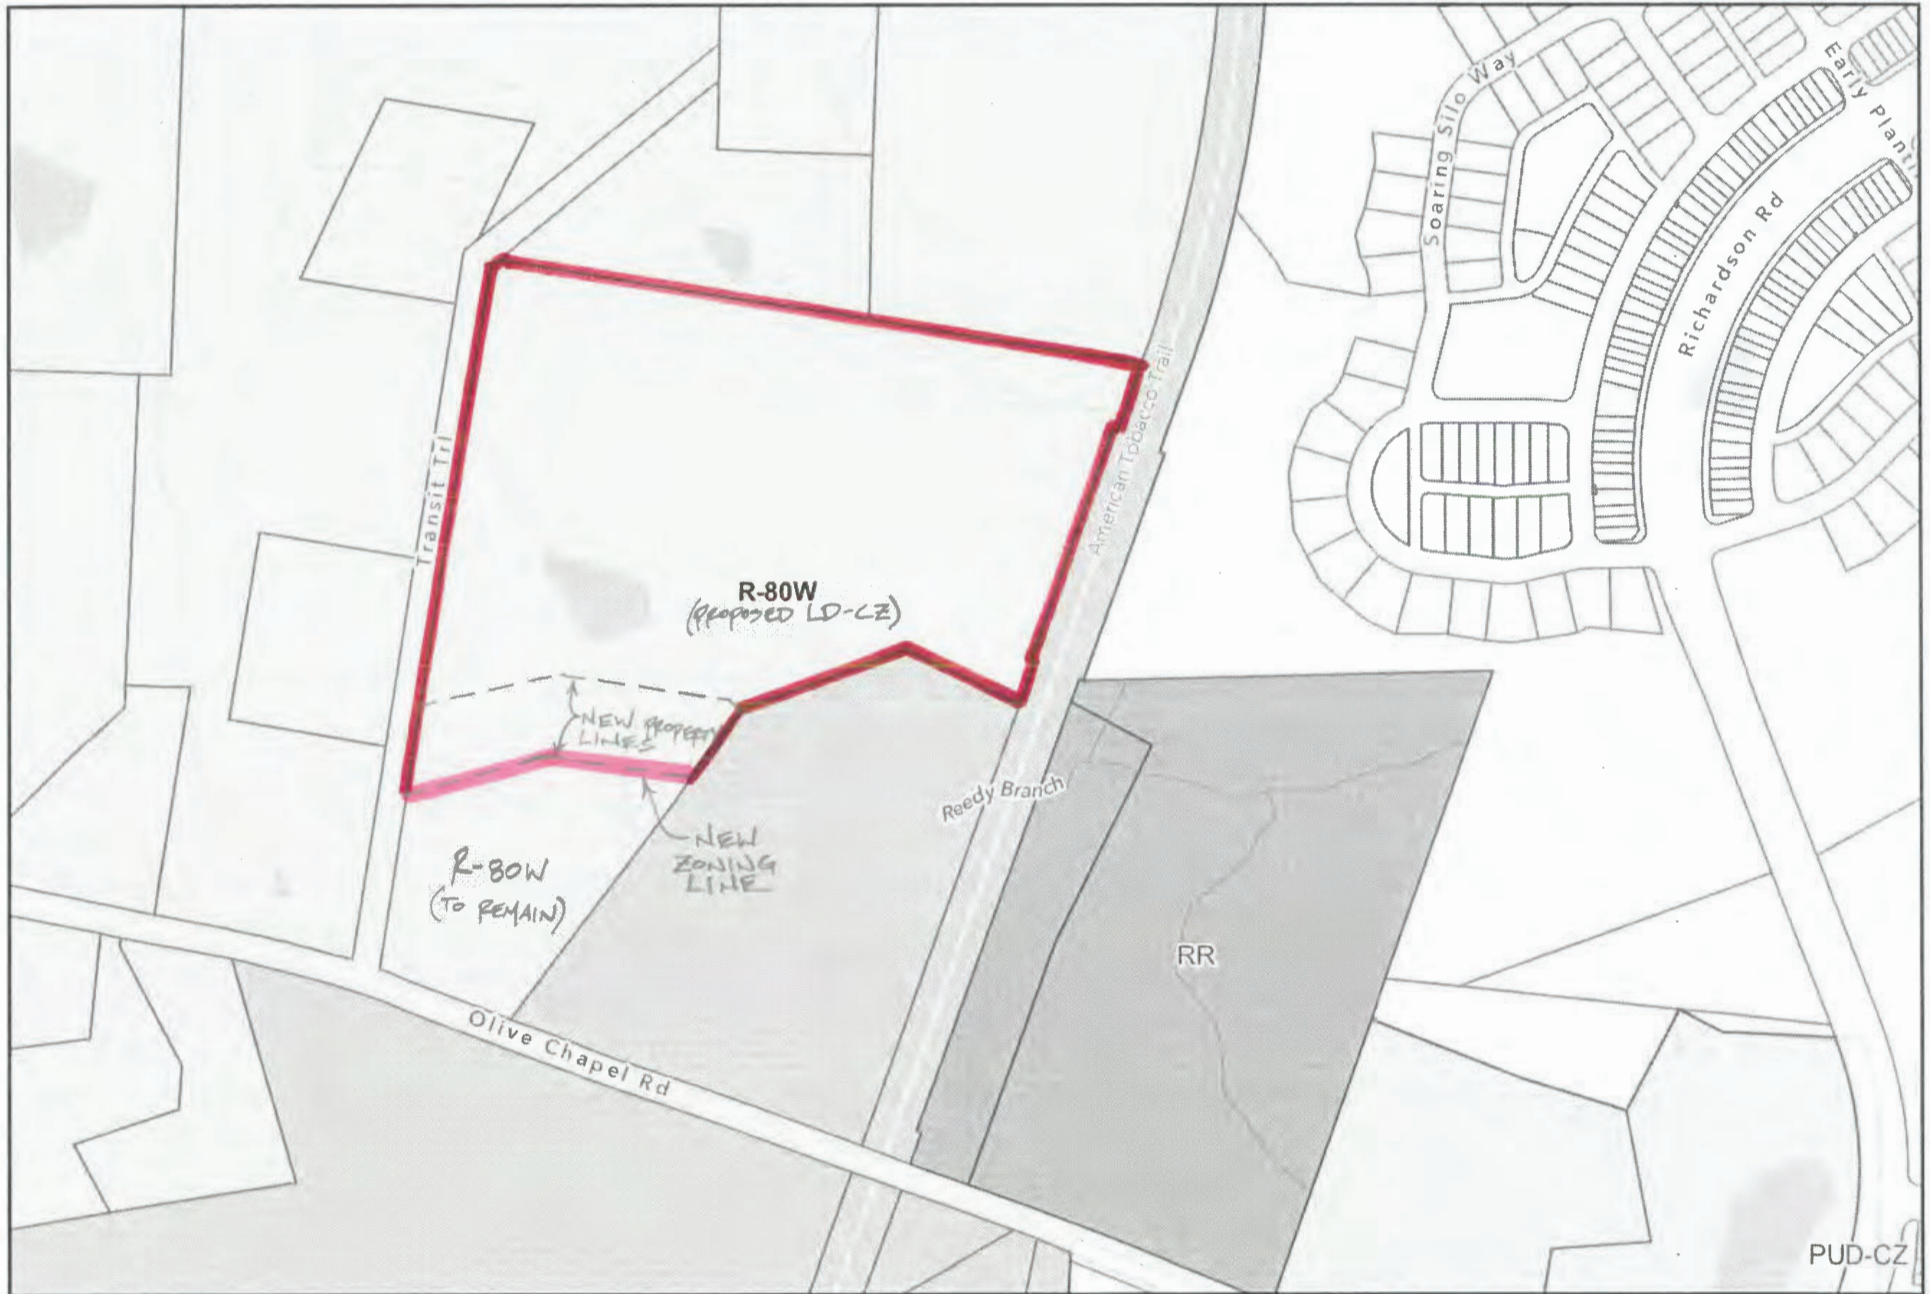 Soaring Silo Way
Early Planti
Richardson Rd
American Tobacco Trail
Transit Trl
R-80W
(PROPOSED LD-CZ)
NEW PROPERTY
LINES
Reedy Branch
NEW
ZONING
LINE
R-80W
(TO REMAIN)
RR
Olive Chapel Rd
PUD-CZ